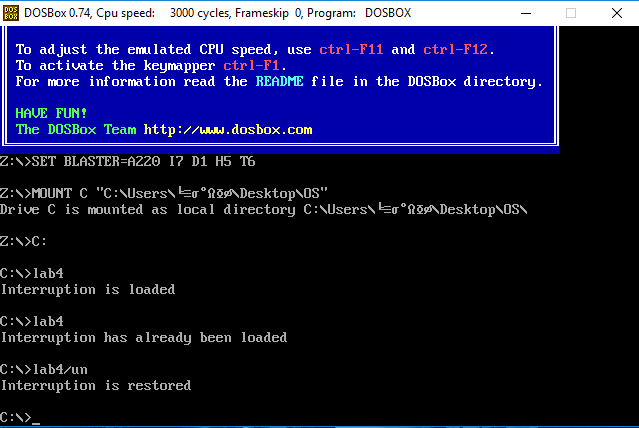 DOSBox 0.74, Cpu speed: 3000 cycles, Frameskip 0, Program: DOSBOX
To adjust the emulated CPU speed, use ctrl-F11 and ctrl-F12.
To activate the keymapper ctrl-F1.
For more information read the README file in the DOSBox directory.
HAVE FUN!
The DOSBox Team http://www.dosbox.com
Z:\>SET BLASTER=A220 I7 D1 H5 T6
Z:\>MOUNT C "C:\Users\╘≡σ°ΩΦφ\Desktop\OS"
Drive C is mounted as local directory C:\Users\╘≡σ°ΩΦφ\Desktop\OS\
Z:\>C:
C:\>lab4
Interruption is loaded
C:\>lab4
Interruption has already been loaded
C:\>lab4/un
Interruption is restored
C:\>_